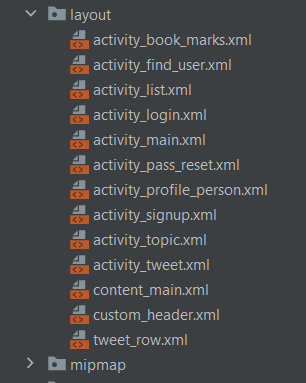 layout
activity_book_marks.xml
activity_find_user.xml
activity_list.xml
activity_login.xml
activity_main.xml
activity_pass_reset.xml
activity_profile_person.xml
activity_signup.xml
activity_topic.xml
activity_tweet.xml
content_main.xml
custom_header.xml
tweet_row.xml
mipmap